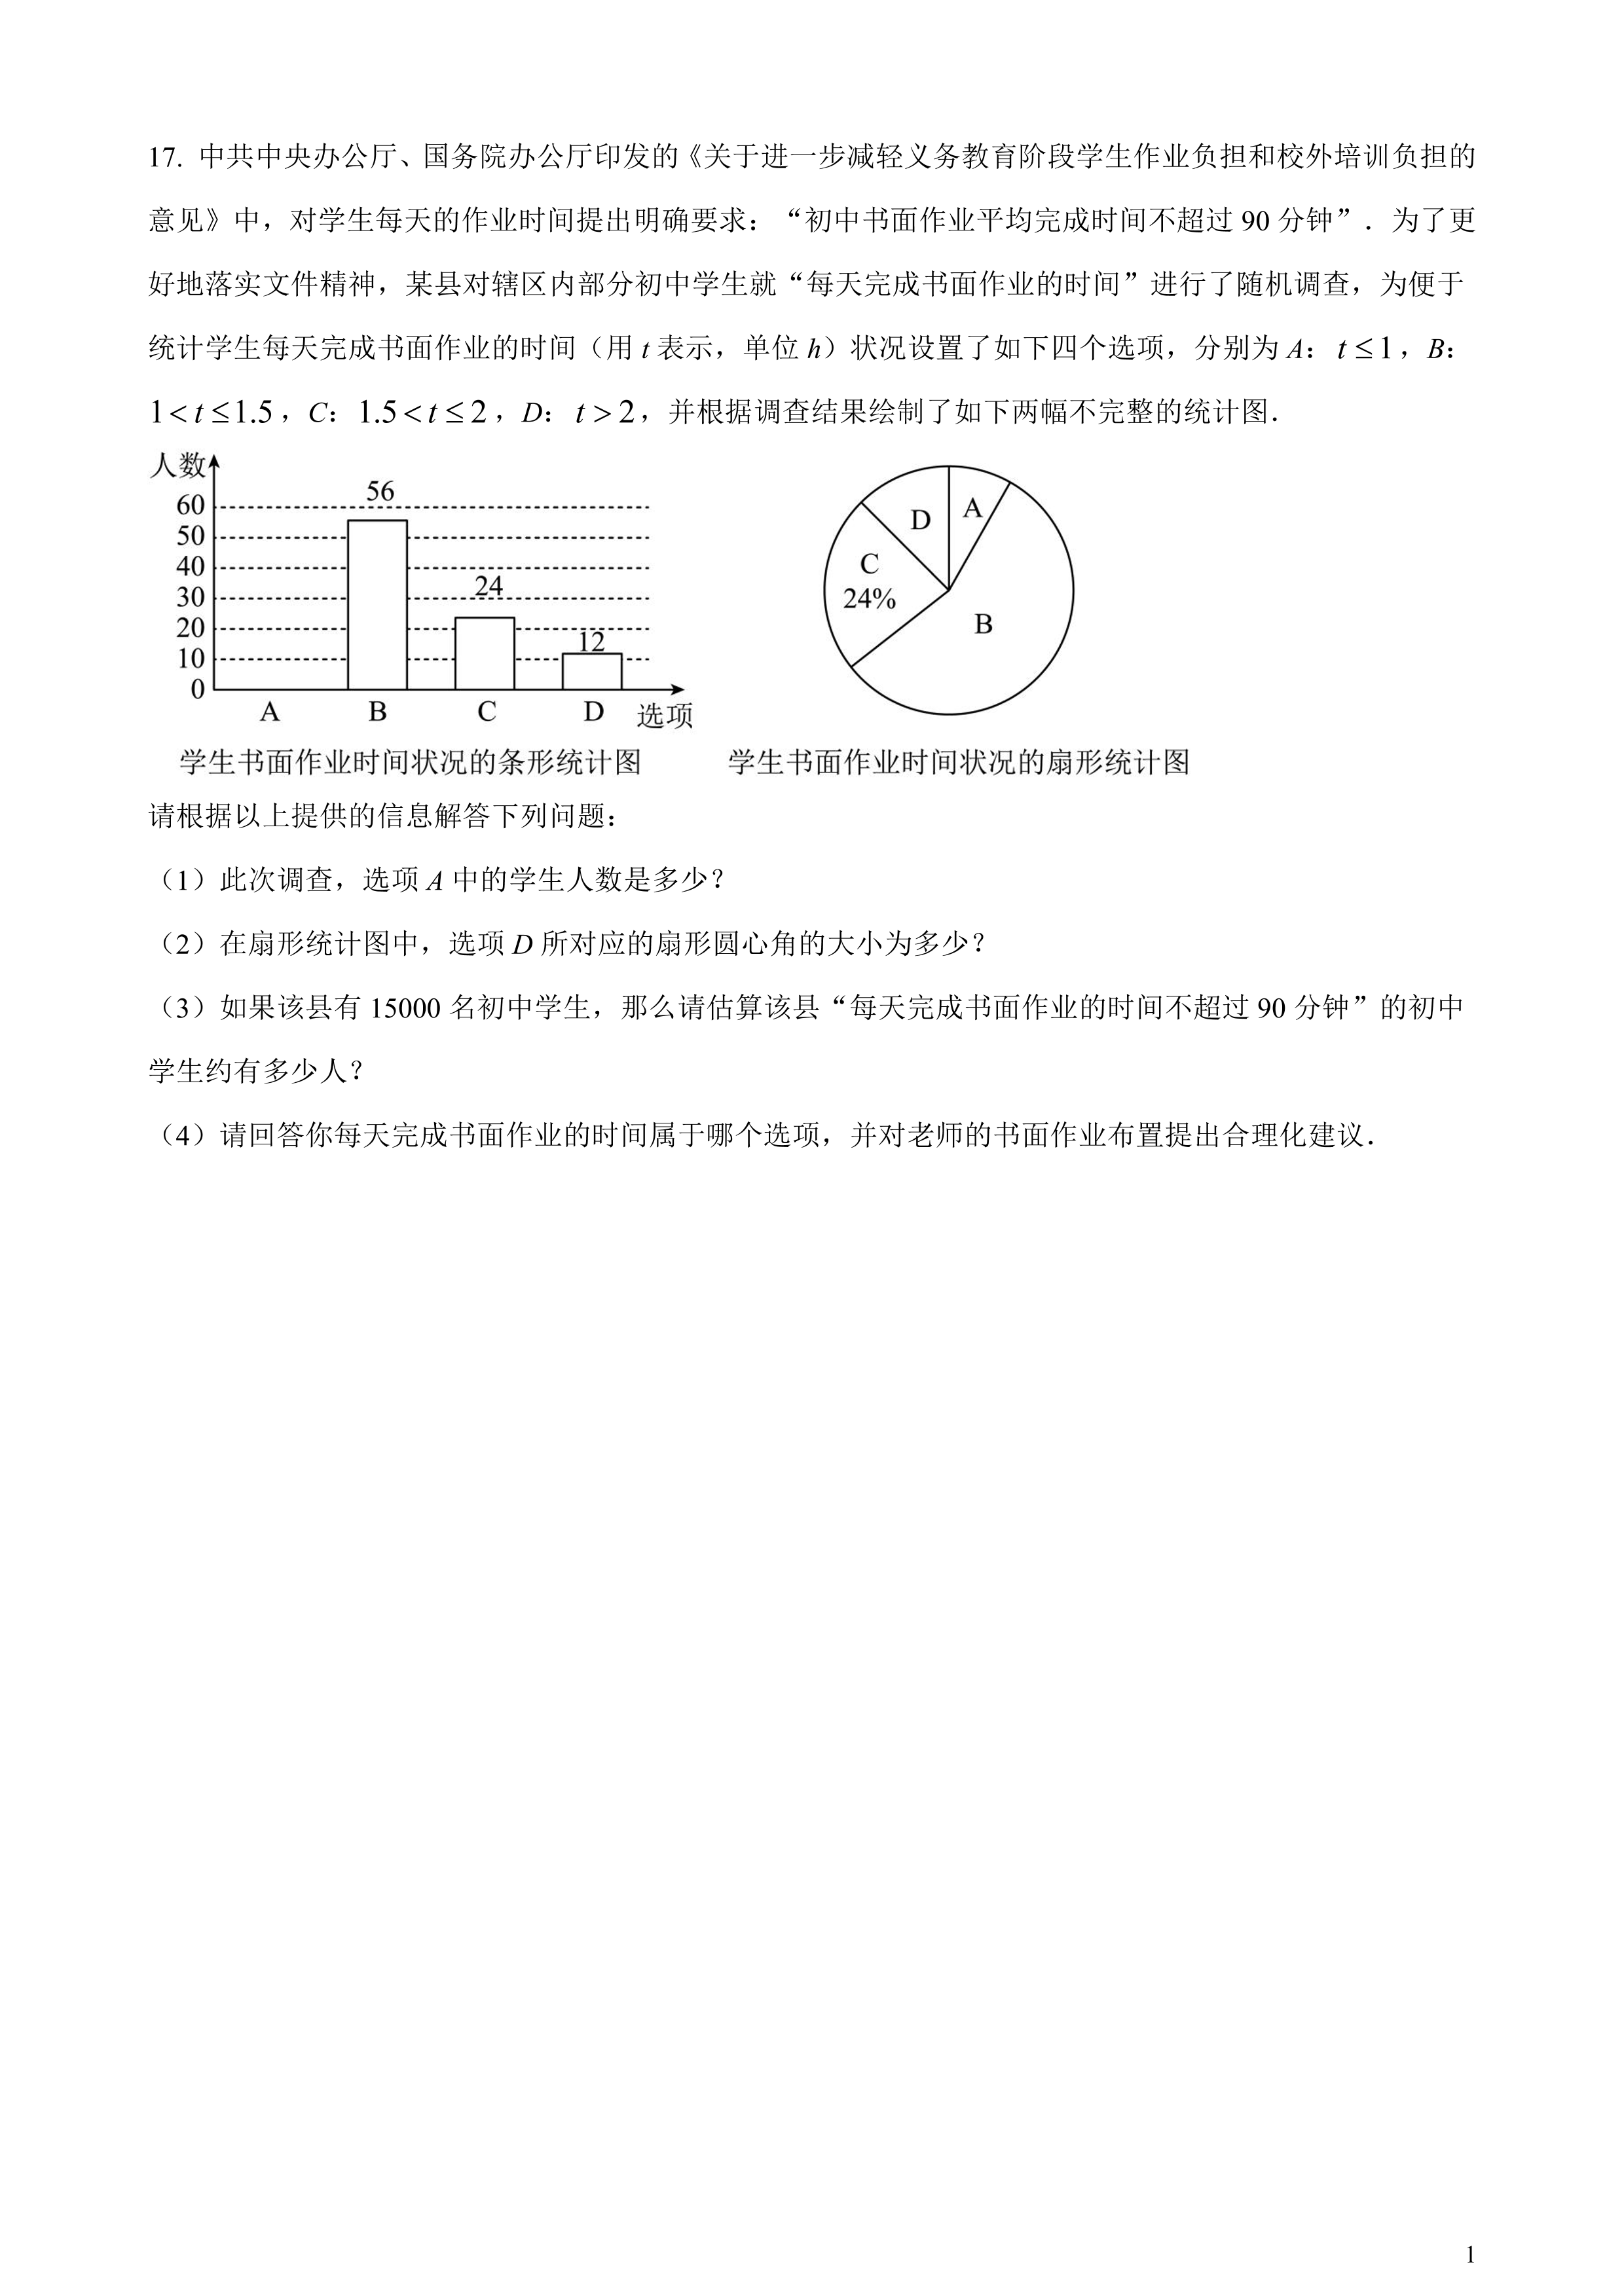 17. 中共中央办公厅、国务院办公厅印发的《关于进一步减轻义务教育阶段学生作业负担和校外培训负担的
意见》中，对学生每天的作业时间提出明确要求：“初中书面作业平均完成时间不超过 90 分钟”．为了更
好地落实文件精神，某县对辖区内部分初中学生就“每天完成书面作业的时间”进行了随机调查，为便于
统计学生每天完成书面作业的时间（用 t 表示，单位 h）状况设置了如下四个选项，分别为 A：t ≤ 1，B：
1 < t ≤ 1.5，C：1.5 < t ≤ 2，D：t > 2，并根据调查结果绘制了如下两幅不完整的统计图．
人数
60
50
40
30
20
10
0
56
24
12
A B C D 选项
学生书面作业时间状况的条形统计图
D A
C
24%
B
学生书面作业时间状况的扇形统计图
请根据以上提供的信息解答下列问题：
（1）此次调查，选项 A 中的学生人数是多少？
（2）在扇形统计图中，选项 D 所对应的扇形圆心角的大小为多少？
（3）如果该县有 15000 名初中学生，那么请估算该县“每天完成书面作业的时间不超过 90 分钟”的初中
学生约有多少人？
（4）请回答你每天完成书面作业的时间属于哪个选项，并对老师的书面作业布置提出合理化建议．
1